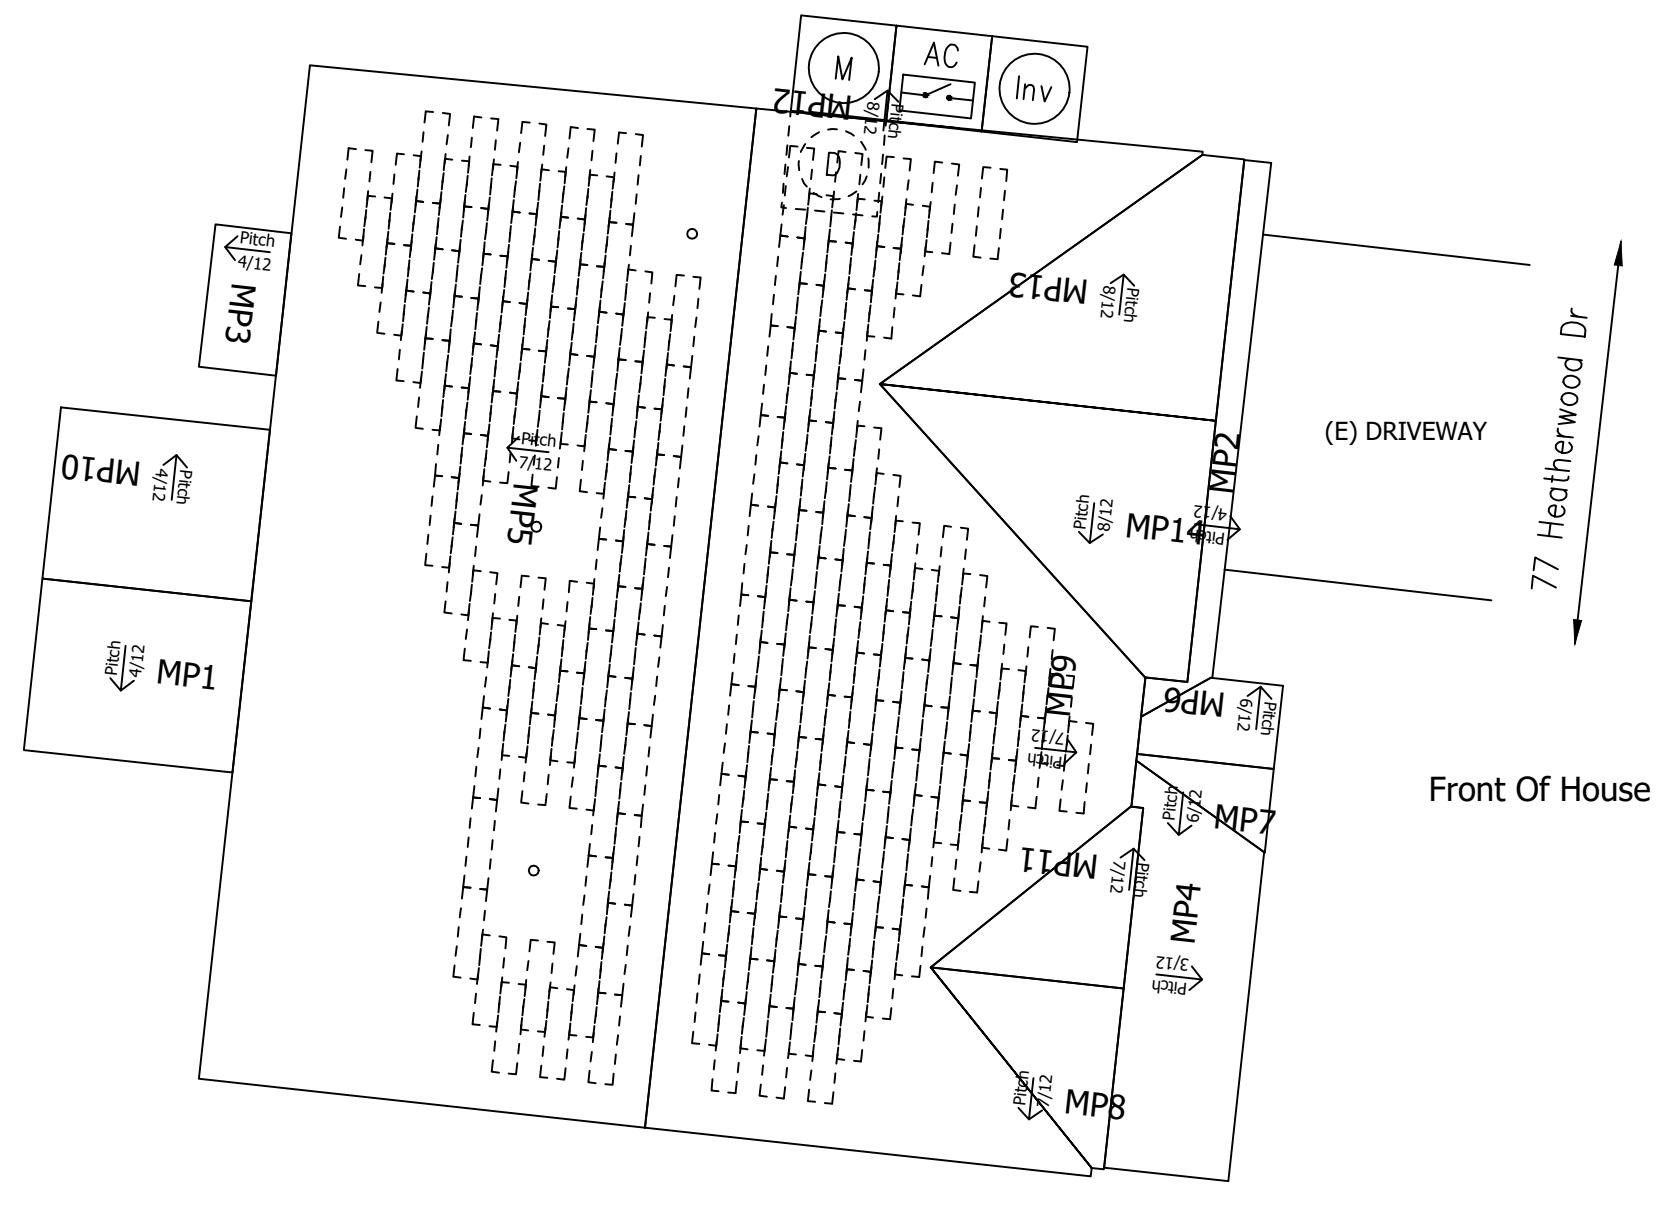 M
AC
Inv
MP12
Pitch
8/12
D
Pitch
4/12
MP3
MP13
Pitch
8/12
77 Heatherwood Dr
(E) DRIVEWAY
MP10
Pitch
4/12
Pitch
7/12
MP5
MP2
Pitch
4/12
Pitch
8/12
MP14
Pitch
4/12
MP1
MP9
Pitch
7/12
MP6
Pitch
6/12
Front Of House
Pitch
6/12
MP7
MP11
Pitch
7/12
MP4
Pitch
3/12
Pitch
7/12
MP8